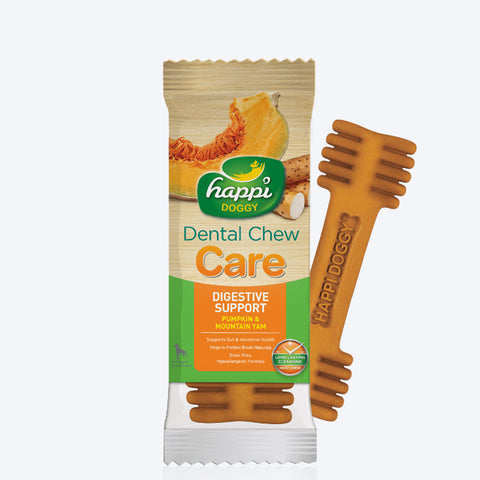 happi
DOGGY
Dental Chew
Care
DIGESTIVE
SUPPORT
PUMPKIN &
MOUNTAIN YAM
Supports Gut & Intestinal Health
Helps to Freshen Breath Naturally
Grain-Free,
Hypoallergenic Formula
LONG LASTING
CLEANING
HAPPI DOGGY